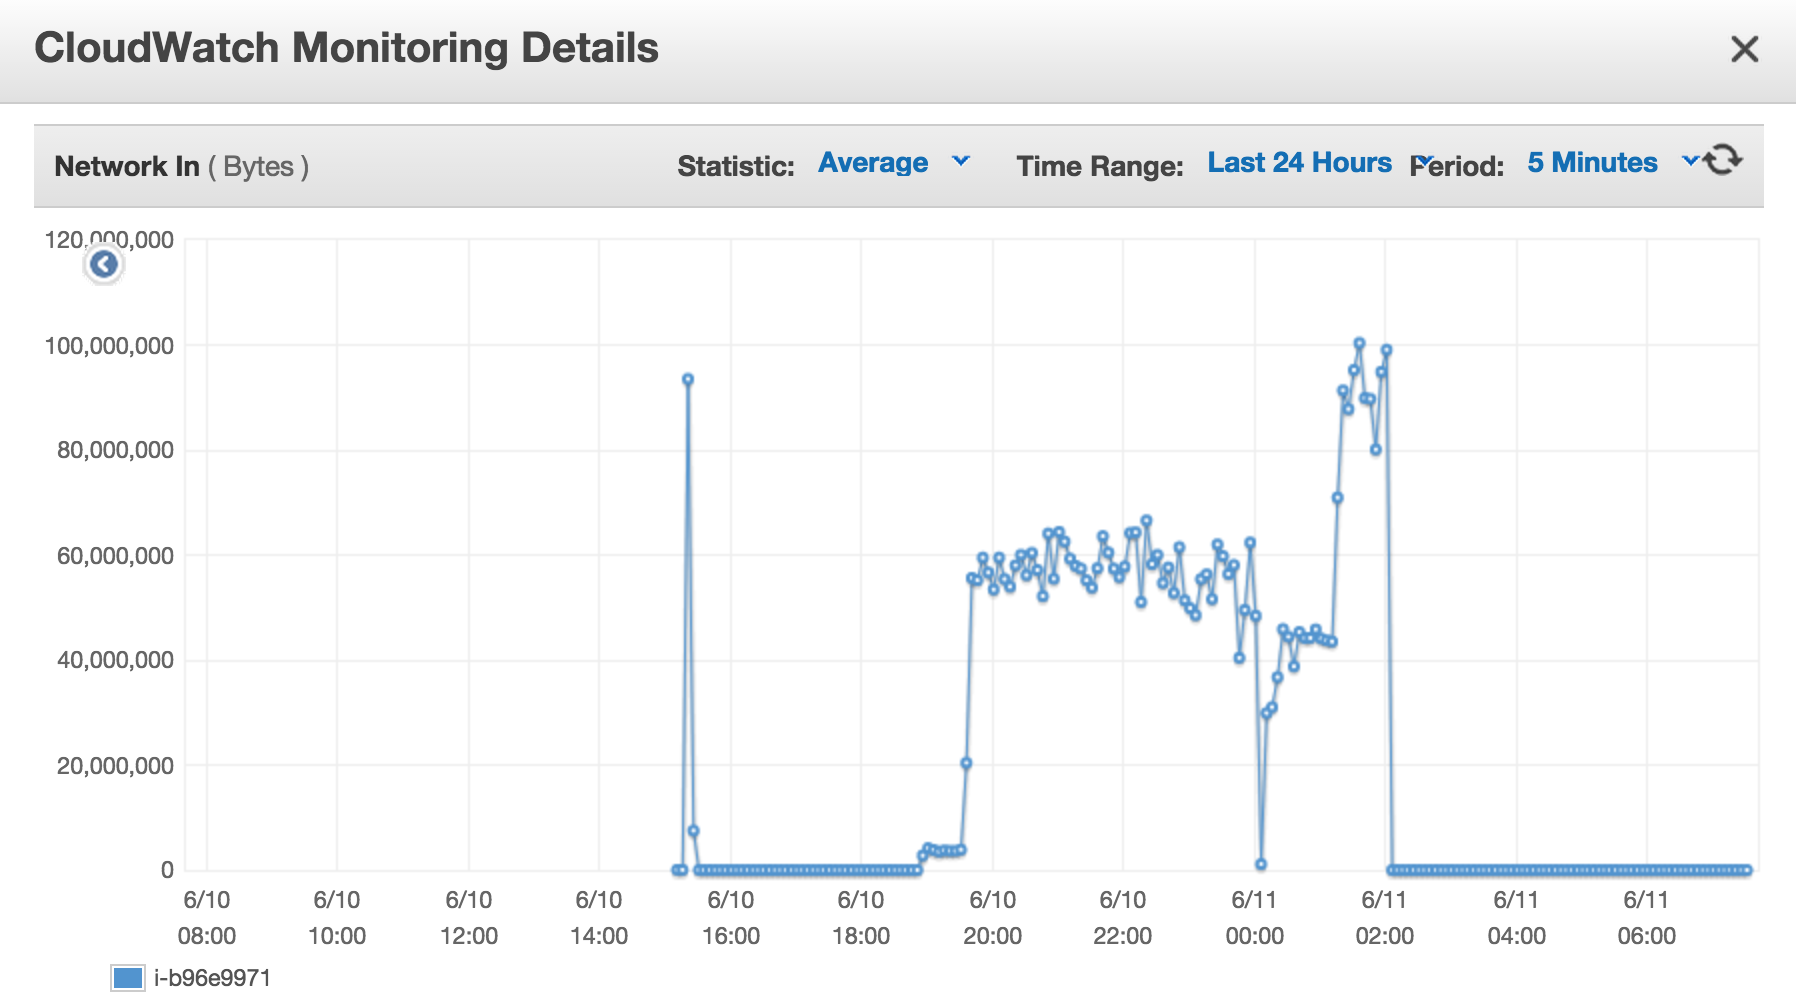 CloudWatch Monitoring Details
Network In ( Bytes ) Statistic: Average Time Range: Last 24 Hours Period: 5 Minutes
120,000,000
100,000,000
80,000,000
60,000,000
40,000,000
20,000,000
0
6/10 6/10 6/10 6/10 6/10 6/10 6/10 6/10 6/11 6/11 6/11 6/11
08:00 10:00 12:00 14:00 16:00 18:00 20:00 22:00 00:00 02:00 04:00 06:00
i-b96e9971